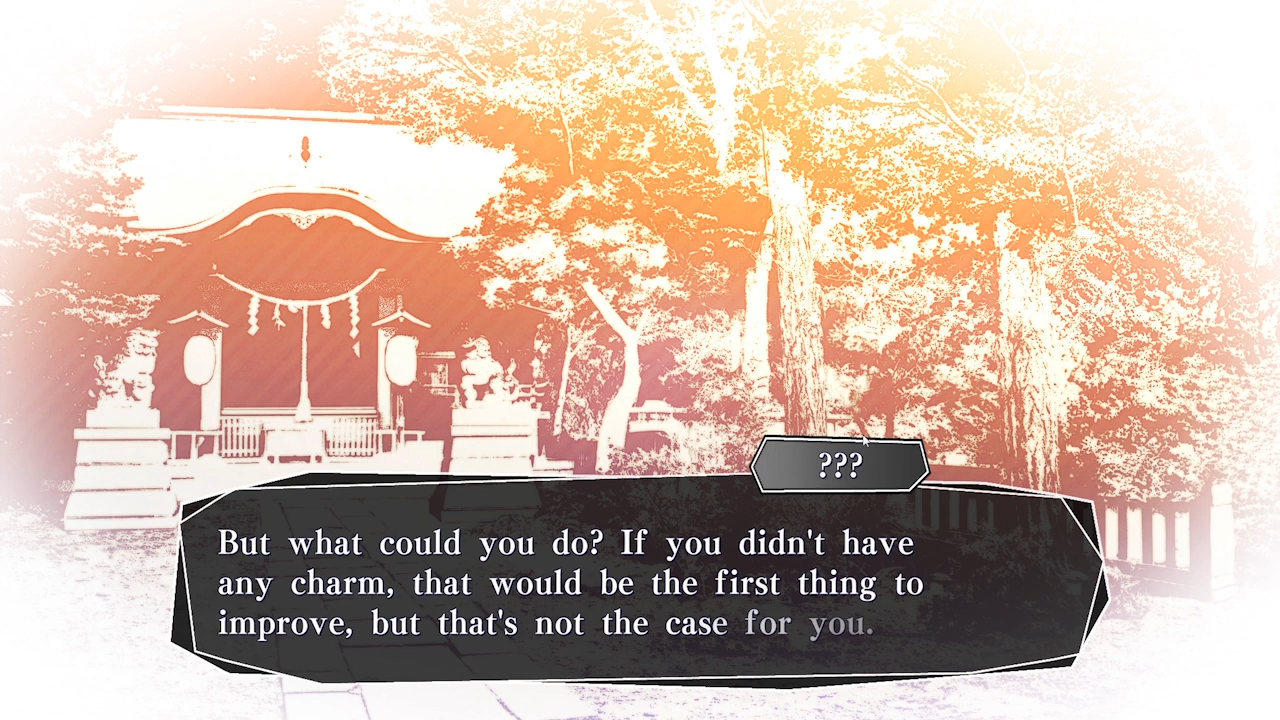 ???
But what could you do? If you didn't have
any charm, that would be the first thing to
improve, but that's not the case for you.